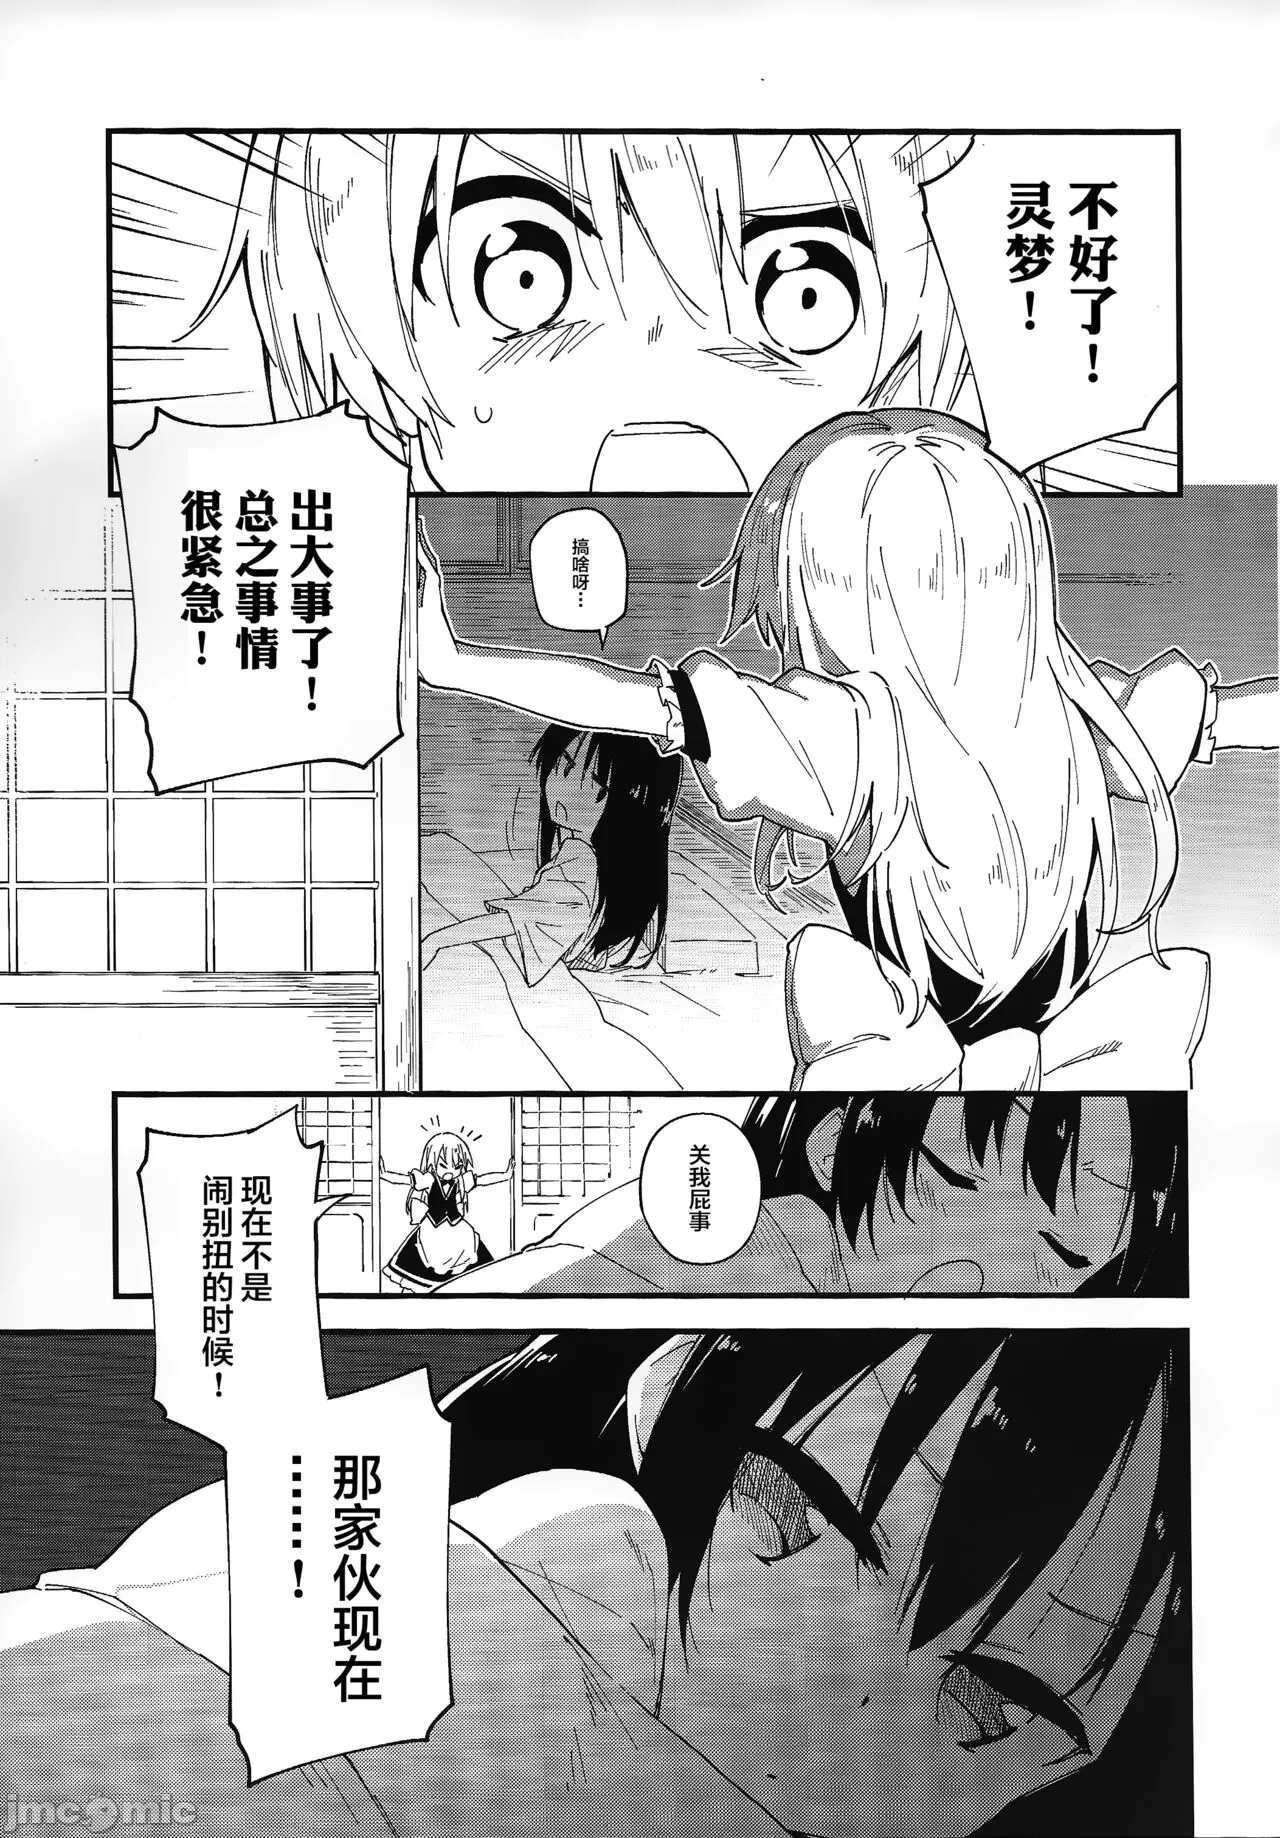 不好了！
灵梦！
出大事了！
总之事情
很紧急！
搞啥呀…
关我屁事
现在不是
闹别扭的时候！
那家伙现在
……！
jmcomic